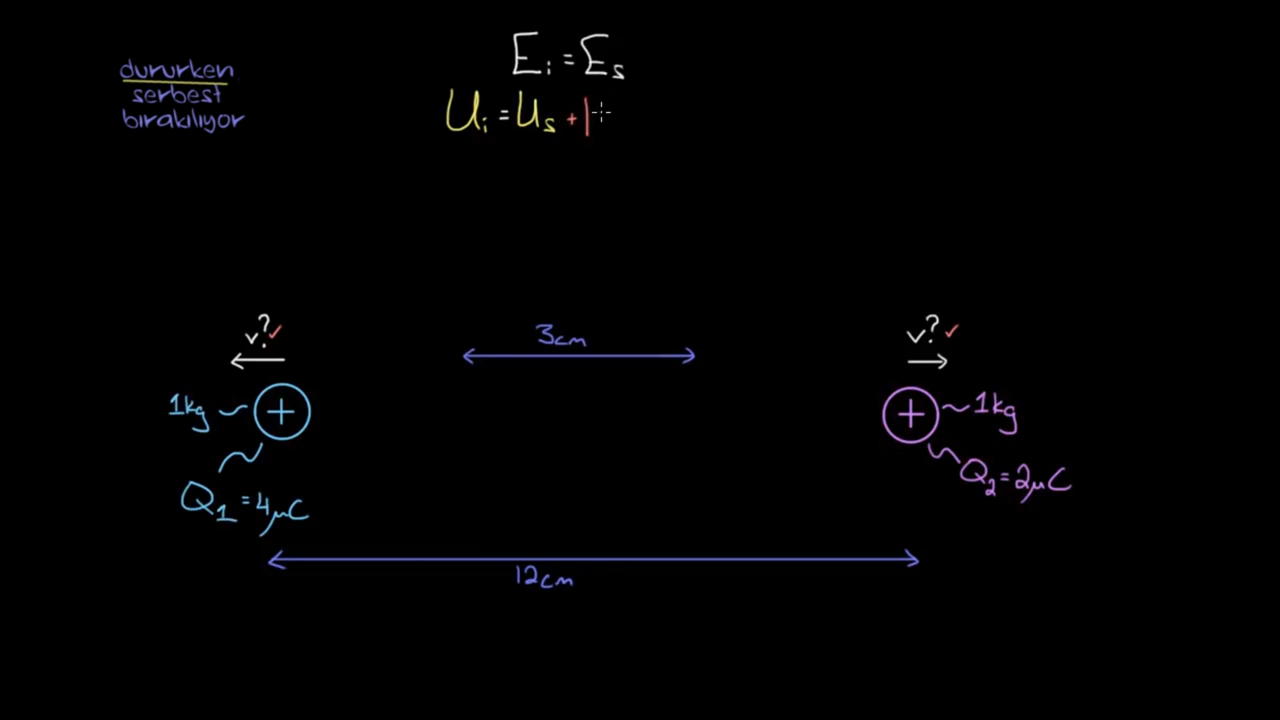 dururken
serbest
bırakılıyor
Ei = Es
Ui = Us +
v?
v?
3cm
1kg
+
+
1kg
Q1 = 4μC
Q2 = 2μC
12cm